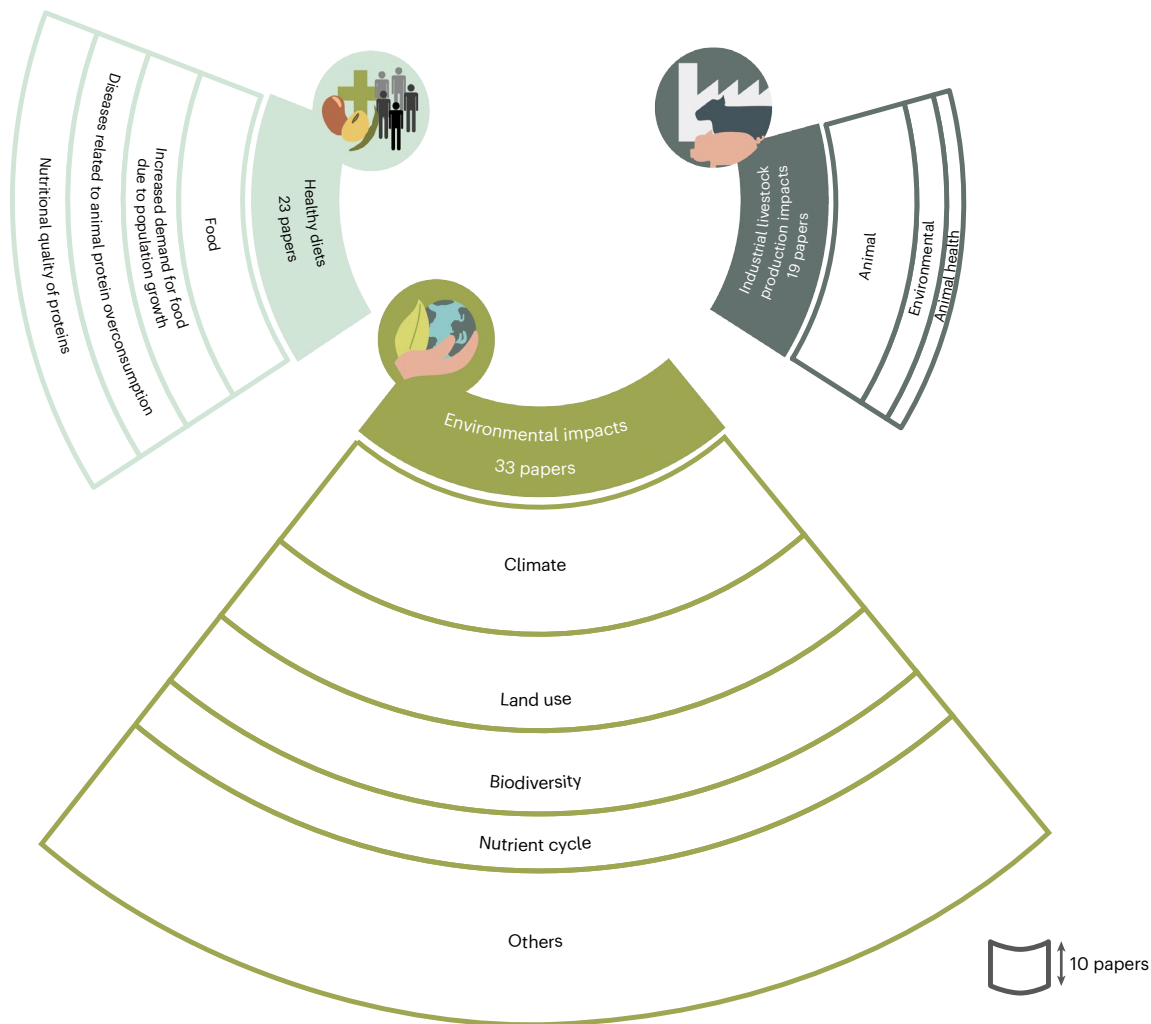 Nutritional quality of proteins
Diseases related to animal protein overconsumption
Increased demand for food
due to population growth
Food
Healthy diets
23 papers
Industrial livestock
production impacts
19 papers
Animal
Environmental
Animal health
Environmental impacts
33 papers
Climate
Land use
Biodiversity
Nutrient cycle
Others
10 papers